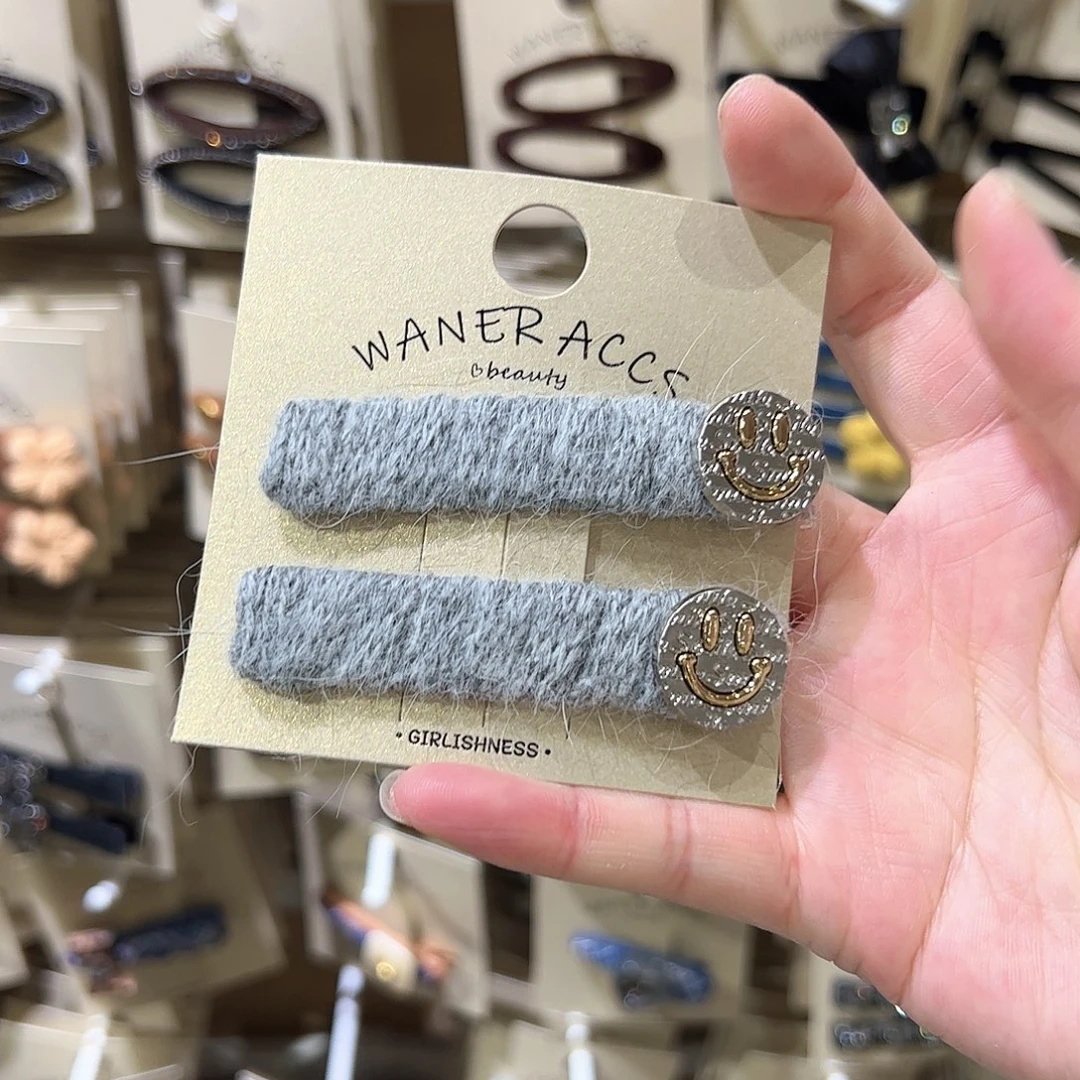 WANER ACCS
beauty
• GIRLISHNESS •